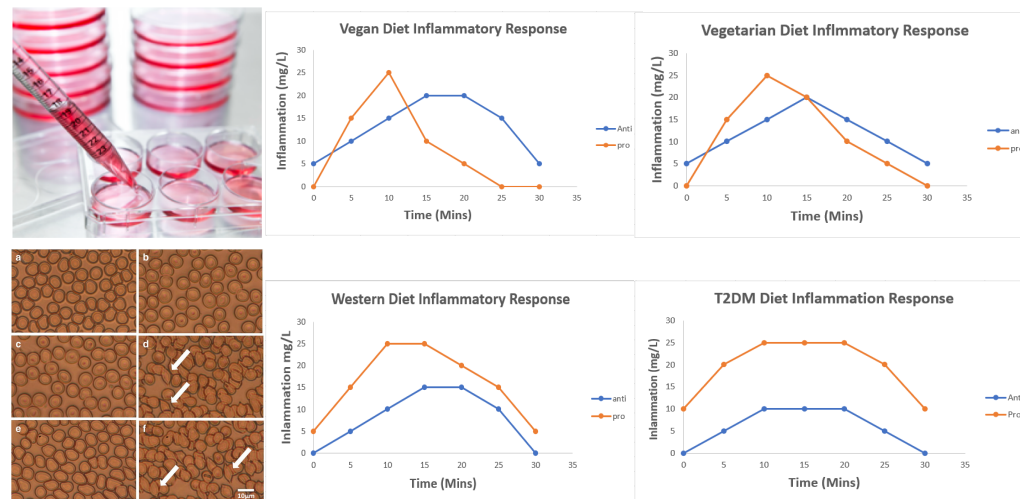 Vegan Diet Inflammatory Response
Inflammation (mg/L)
30
25
20
15
10
5
0
0 5 10 15 20 25 30 35
Time (Mins)
Anti
pro
Vegetarian Diet Inflmmatory Response
Inflammation (mg/L)
30
25
20
15
10
5
0
0 5 10 15 20 25 30 35
Time (Mins)
anti
pro
a
b
c
d
e
f
10µm
Western Diet Inflammatory Response
Inlammation mg/L
30
25
20
15
10
5
0
0 5 10 15 20 25 30 35
Time (Mins)
anti
pro
T2DM Diet Inflammation Response
Inlammation (mg/L)
30
25
20
15
10
5
0
0 5 10 15 20 25 30 35
Time (Mins)
Anti
Pro